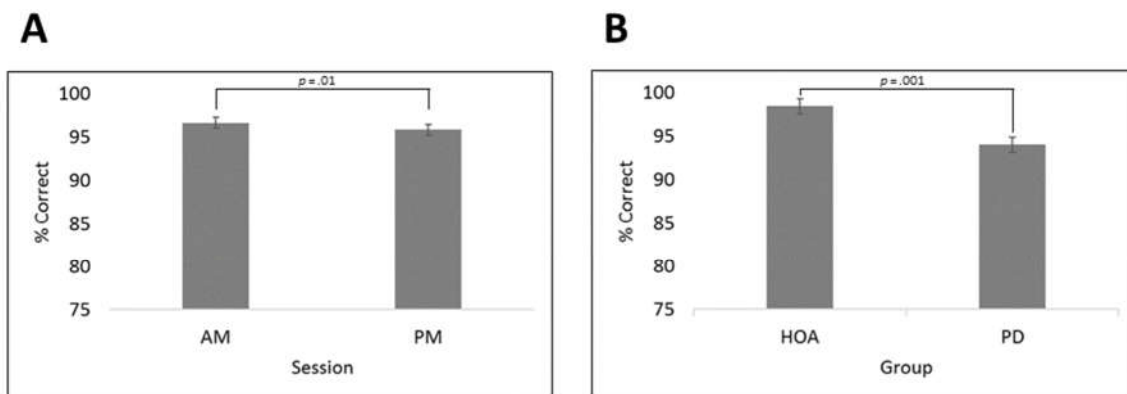 A
p = .01
100
95
90
85
80
75
% Correct
AM PM
Session
B
p = .001
100
95
90
85
80
75
% Correct
HOA PD
Group